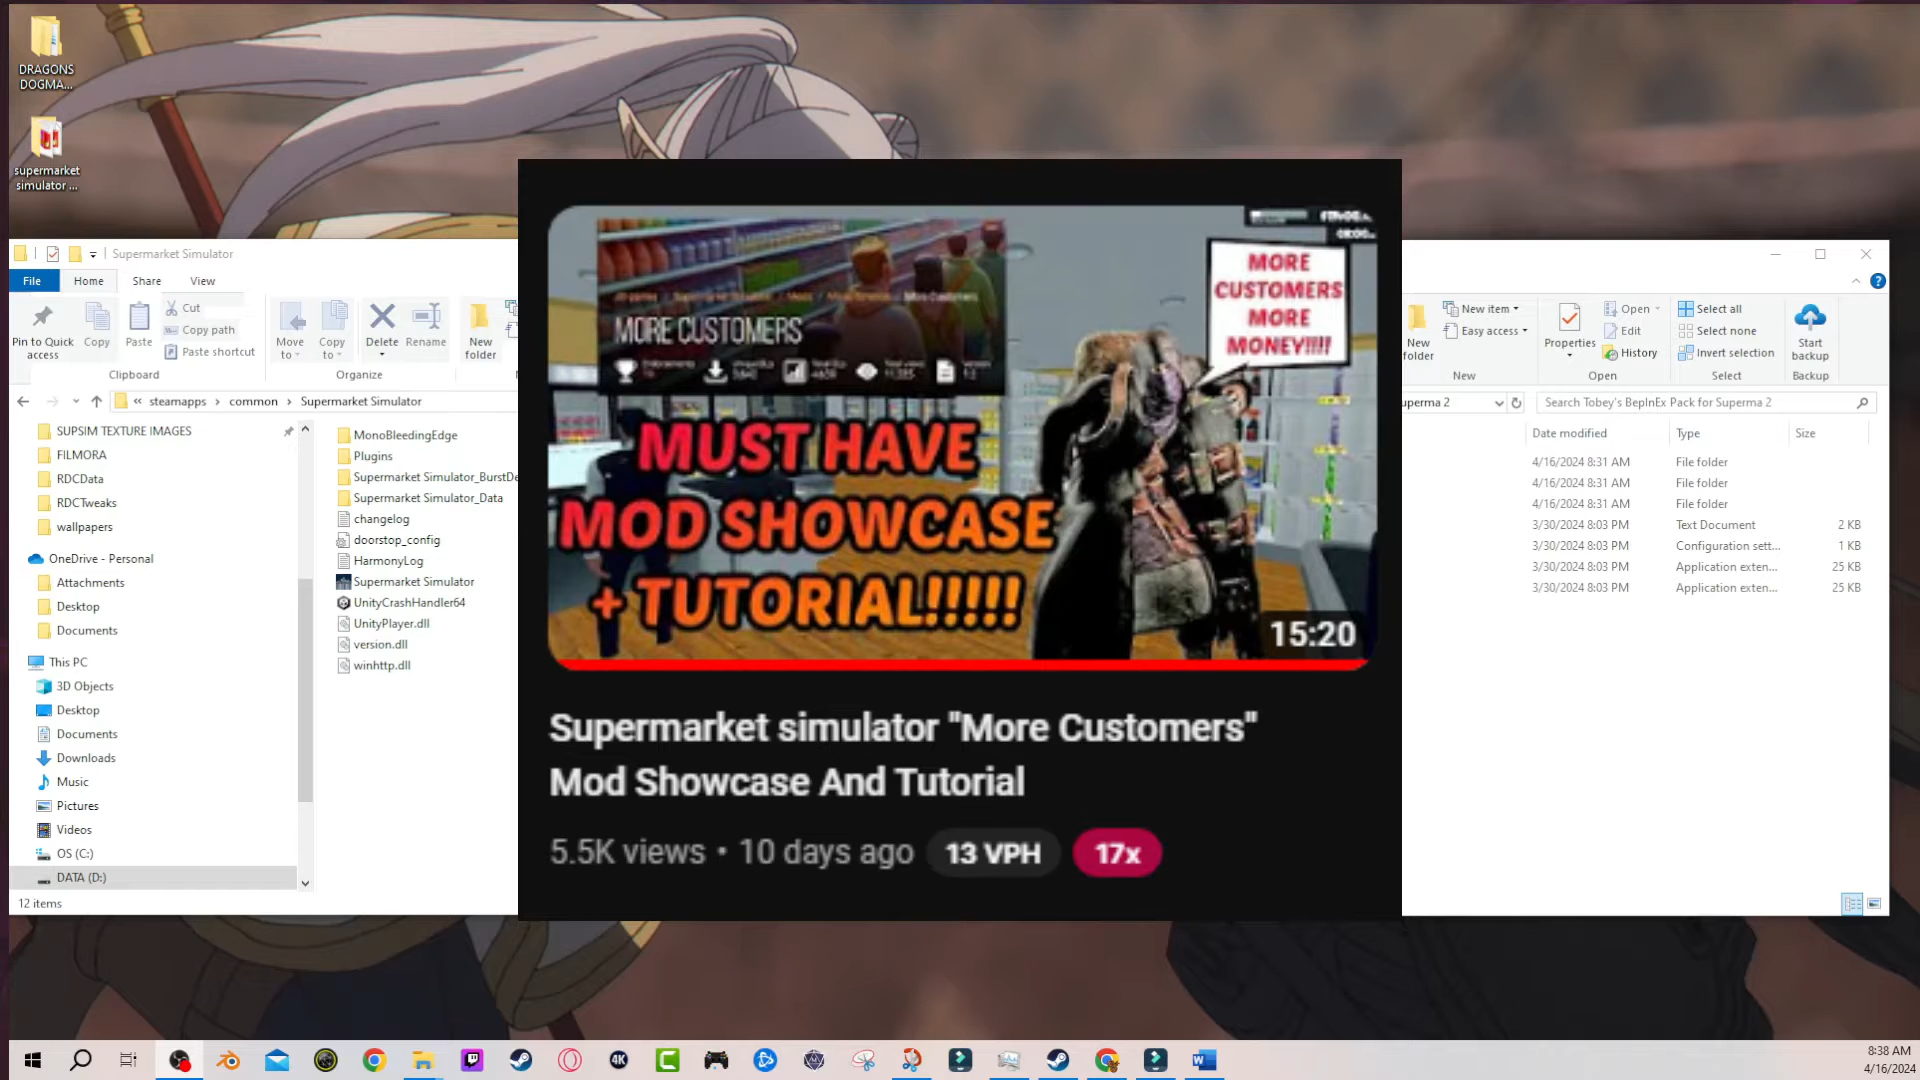 DRAGONS
DOGMA...
supermarket
simulator ...
Supermarket Simulator
File
Home
Share
View
Pin to Quick
access
Copy
Paste
Cut
Copy path
Paste shortcut
Clipboard
Move
to
Copy
to
Delete
Rename
Organize
New
folder
steamapps
common
Supermarket Simulator
SUPSIM TEXTURE IMAGES
FILMORA
RDCData
RDCTweaks
wallpapers
OneDrive - Personal
Attachments
Desktop
Documents
This PC
3D Objects
Desktop
Documents
Downloads
Music
Pictures
Videos
OS (C:)
DATA (D:)
12 items
MonoBleedingEdge
Plugins
Supermarket Simulator_BurstDe
Supermarket Simulator_Data
changelog
doorstop_config
HarmonyLog
Supermarket Simulator
UnityCrashHandler64
UnityPlayer.dll
version.dll
winhttp.dll
MORE CUSTOMERS
MORE
CUSTOMERS
MORE
MONEY!!!!
MUST HAVE
MOD SHOWCASE
+ TUTORIAL!!!!!
15:20
Supermarket simulator "More Customers"
Mod Showcase And Tutorial
5.5K views • 10 days ago
13 VPH
17x
New
folder
New item
Easy access
New
Properties
Open
Edit
History
Open
Select all
Select none
Invert selection
Select
Start
backup
Backup
uperma 2
Search Tobey's BepInEx Pack for Superma 2
Date modified
Type
Size
4/16/2024 8:31 AM
File folder
4/16/2024 8:31 AM
File folder
4/16/2024 8:31 AM
File folder
3/30/2024 8:03 PM
Text Document
2 KB
3/30/2024 8:03 PM
Configuration sett...
1 KB
3/30/2024 8:03 PM
Application exten...
25 KB
3/30/2024 8:03 PM
Application exten...
25 KB
4K
8:38 AM
4/16/2024